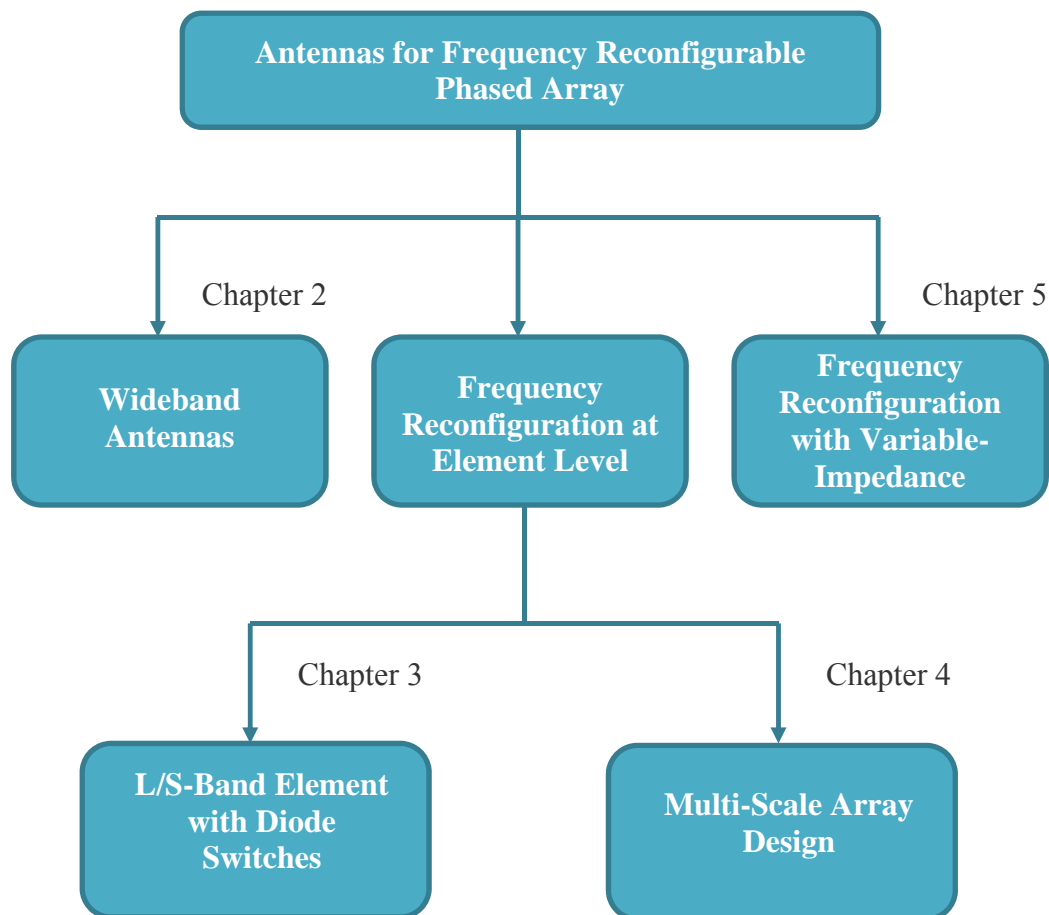 Antennas for Frequency Reconfigurable
Phased Array
Chapter 2
Chapter 5
Wideband
Antennas
Frequency
Reconfiguration at
Element Level
Frequency
Reconfiguration
with Variable-
Impedance
Chapter 3
Chapter 4
L/S-Band Element
with Diode
Switches
Multi-Scale Array
Design